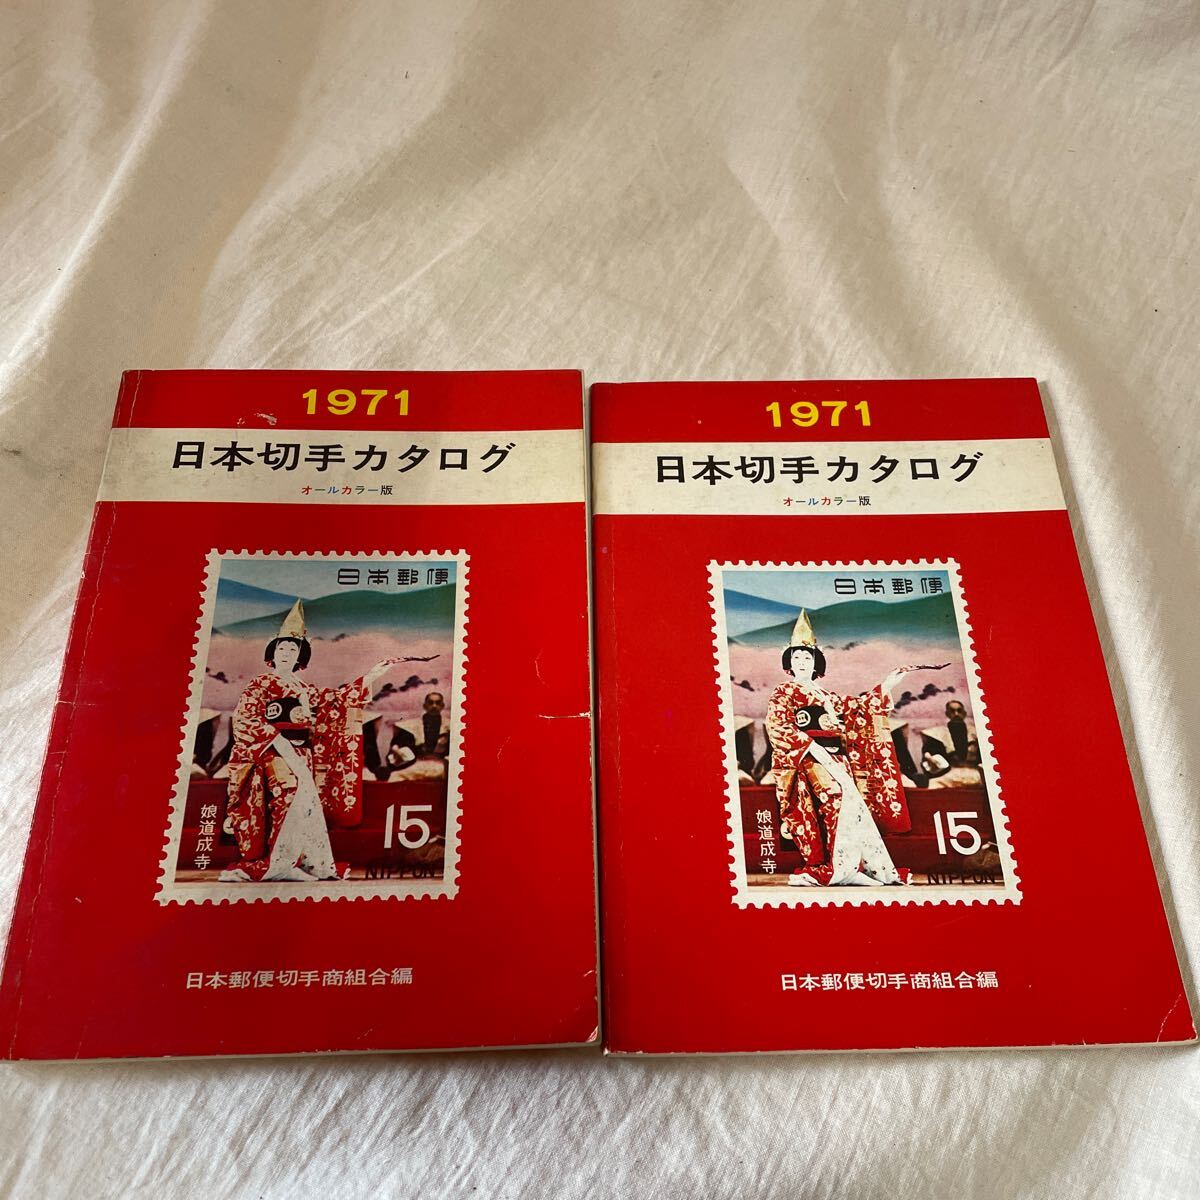 1971
日本切手カタログ
オールカラー版
日本郵便
娘道成寺
15
NIPPON
日本郵便切手商組合編
1971
日本切手カタログ
オールカラー版
日本郵便
娘道成寺
15
NIPPON
日本郵便切手商組合編